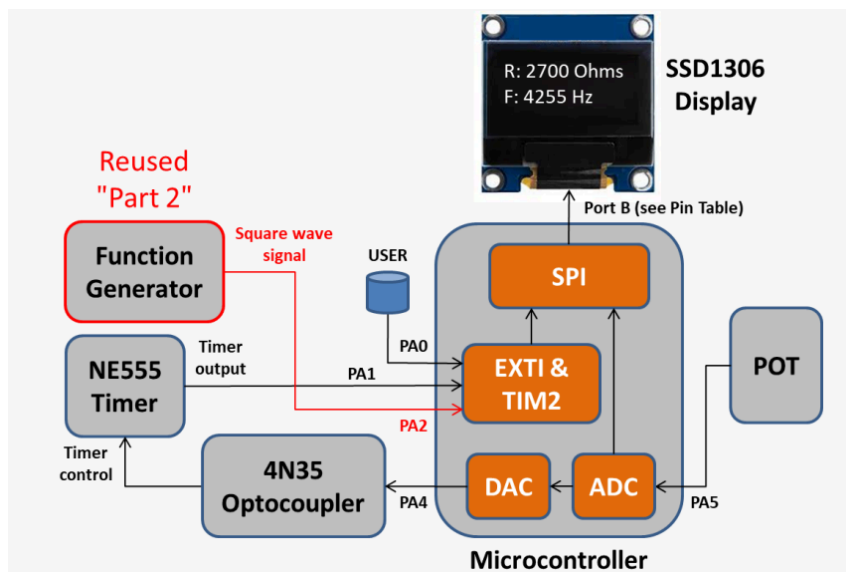 R: 2700 Ohms
F: 4255 Hz
SSD1306
Display
Reused
"Part 2"
Port B (see Pin Table)
Function
Generator
Square wave
signal
USER
SPI
PA0
NE555
Timer
Timer
output
PA1
EXTI &
TIM2
POT
PA2
Timer
control
4N35
Optocoupler
PA4
DAC
ADC
PA5
Microcontroller